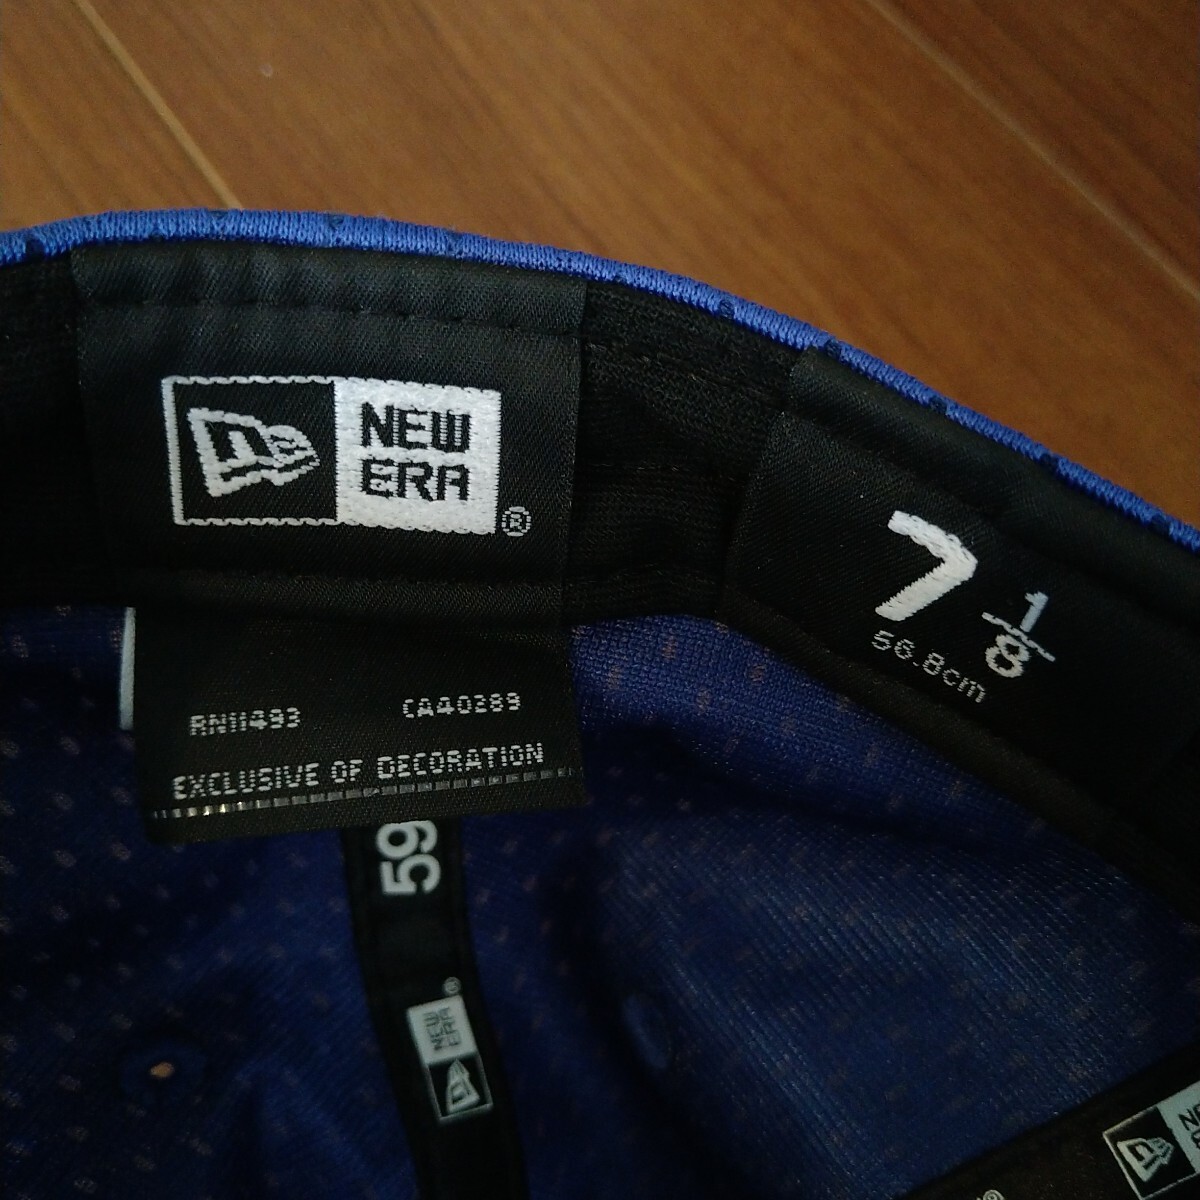 NEW
ERA
®
7 1/8
56.8cm
RN11493 CA40289
EXCLUSIVE OF DECORATION
59
NEW
ERA
®